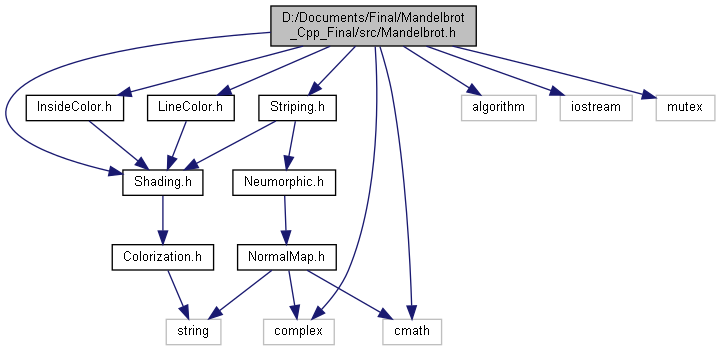 D:/Documents/Final/Mandelbrot
_Cpp_Final/src/Mandelbrot.h
InsideColor.h
LineColor.h
Striping.h
algorithm
iostream
mutex
Shading.h
Neumorphic.h
Colorization.h
NormalMap.h
string
complex
cmath